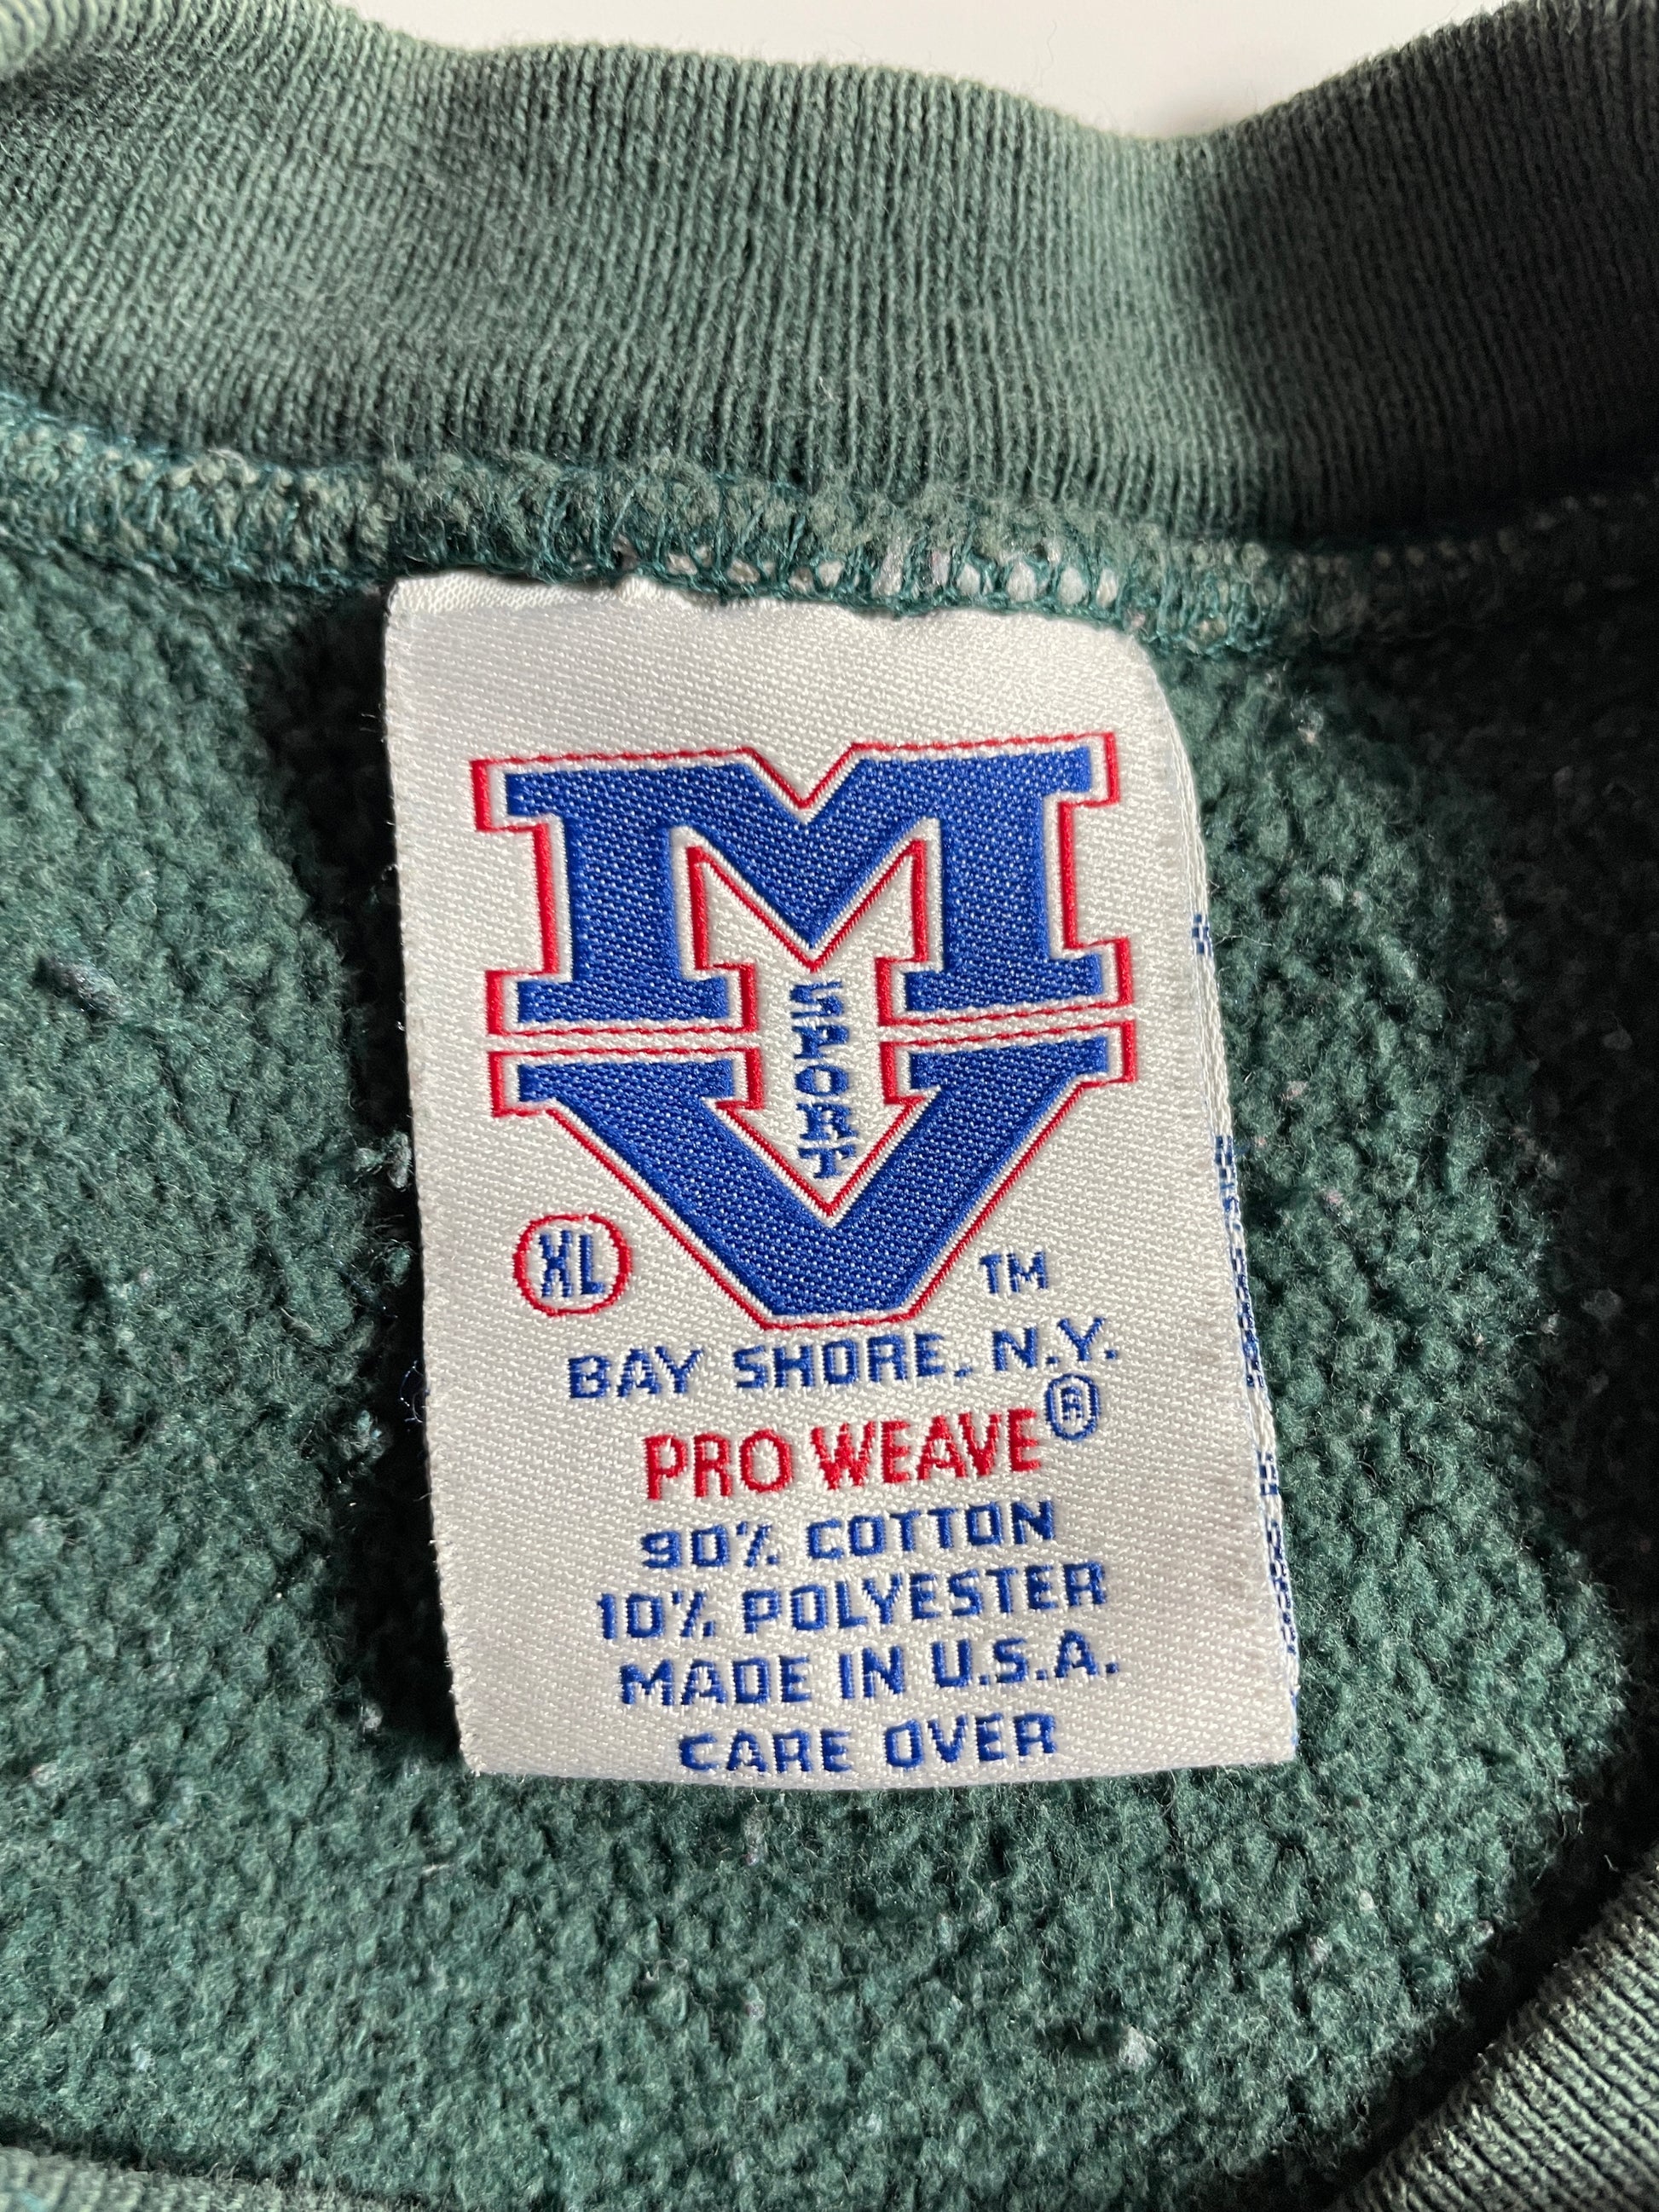 MV
SPORT
XL
TM
BAY SHORE, N.Y.
PRO WEAVE®
90% COTTON
10% POLYESTER
MADE IN U.S.A.
CARE OVER